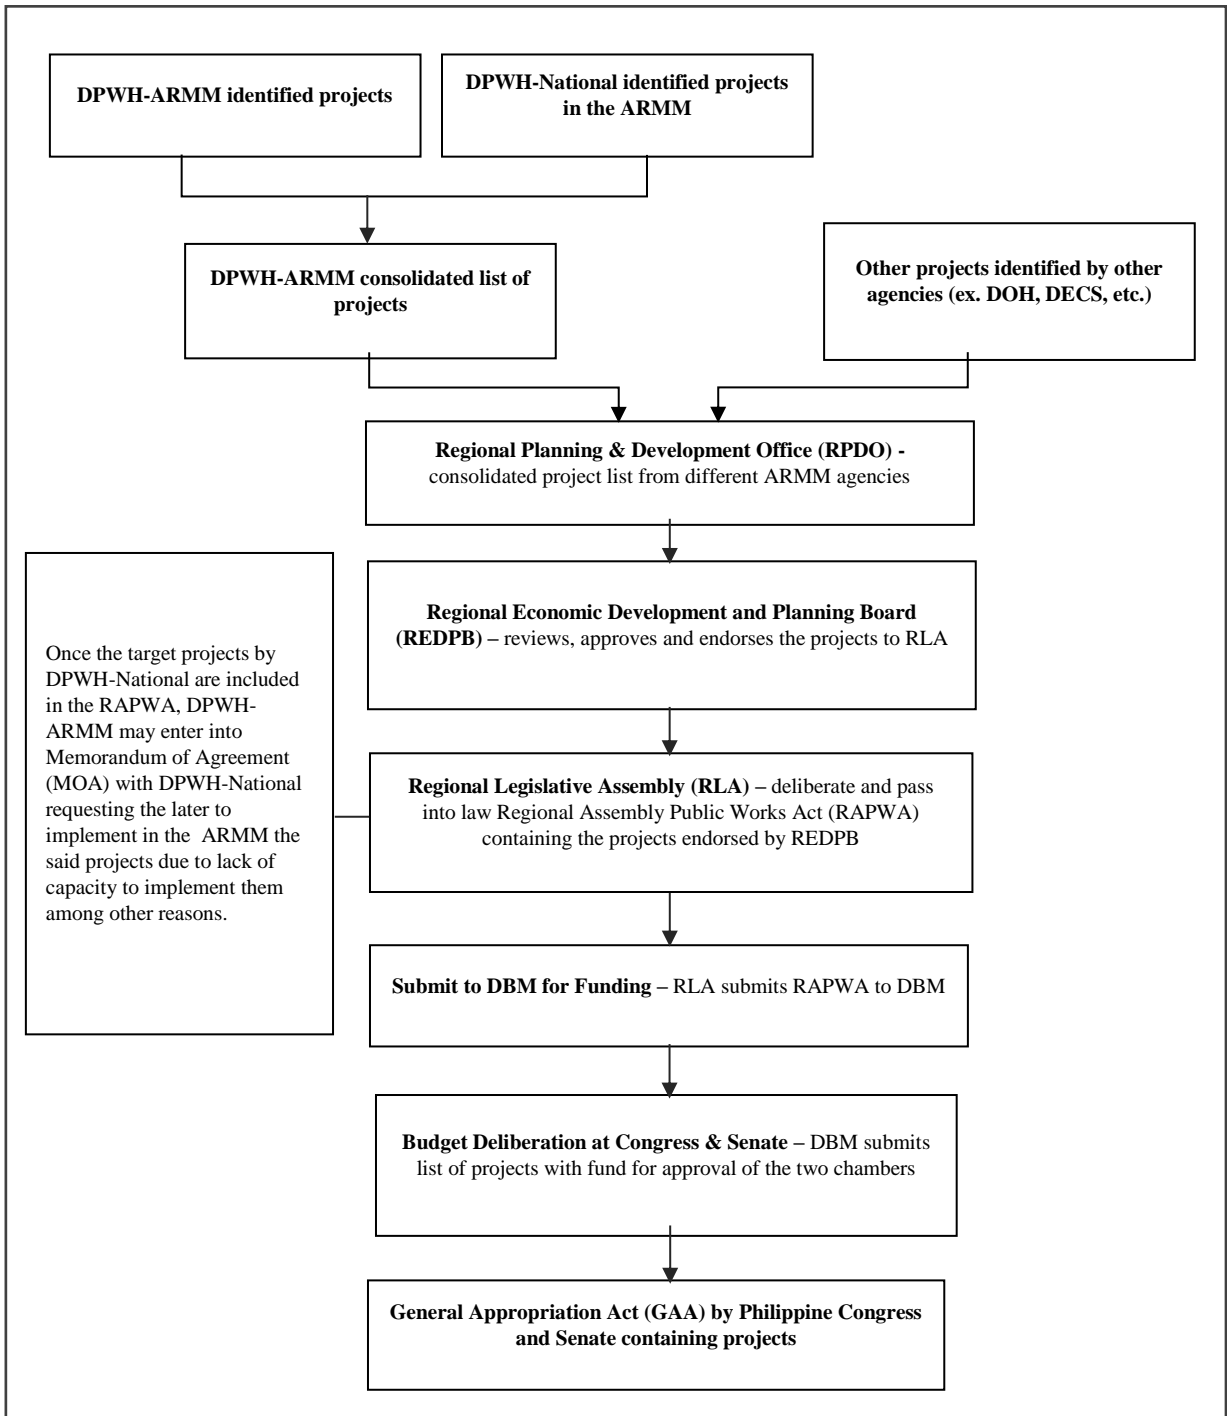 DPWH-ARMM identified projects
DPWH-National identified projects
in the ARMM
DPWH-ARMM consolidated list of
projects
Other projects identified by other
agencies (ex. DOH, DECS, etc.)
Regional Planning & Development Office (RPDO) -
consolidated project list from different ARMM agencies
Regional Economic Development and Planning Board
(REDPB) – reviews, approves and endorses the projects to RLA
Once the target projects by
DPWH-National are included
in the RAPWA, DPWH-
ARMM may enter into
Memorandum of Agreement
(MOA) with DPWH-National
requesting the later to
implement in the ARMM the
said projects due to lack of
capacity to implement them
among other reasons.
Regional Legislative Assembly (RLA) – deliberate and pass
into law Regional Assembly Public Works Act (RAPWA)
containing the projects endorsed by REDPB
Submit to DBM for Funding – RLA submits RAPWA to DBM
Budget Deliberation at Congress & Senate – DBM submits
list of projects with fund for approval of the two chambers
General Appropriation Act (GAA) by Philippine Congress
and Senate containing projects